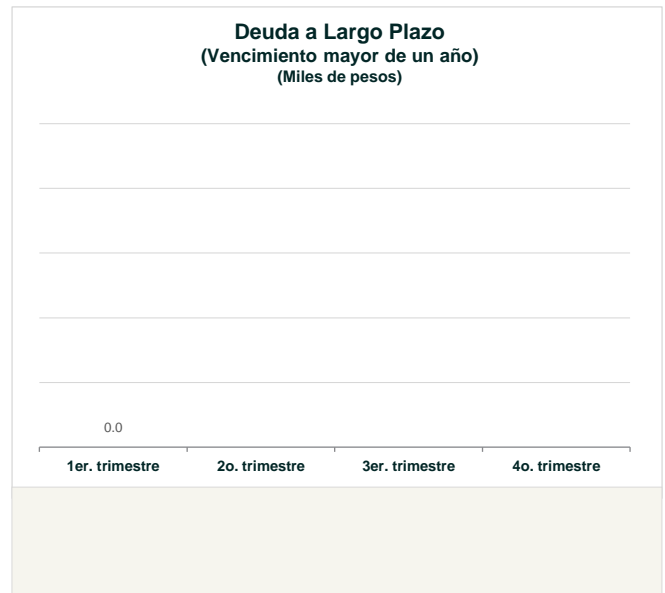 Deuda a Largo Plazo
(Vencimiento mayor de un año)
(Miles de pesos)
0.0
1er. trimestre 2o. trimestre 3er. trimestre 4o. trimestre